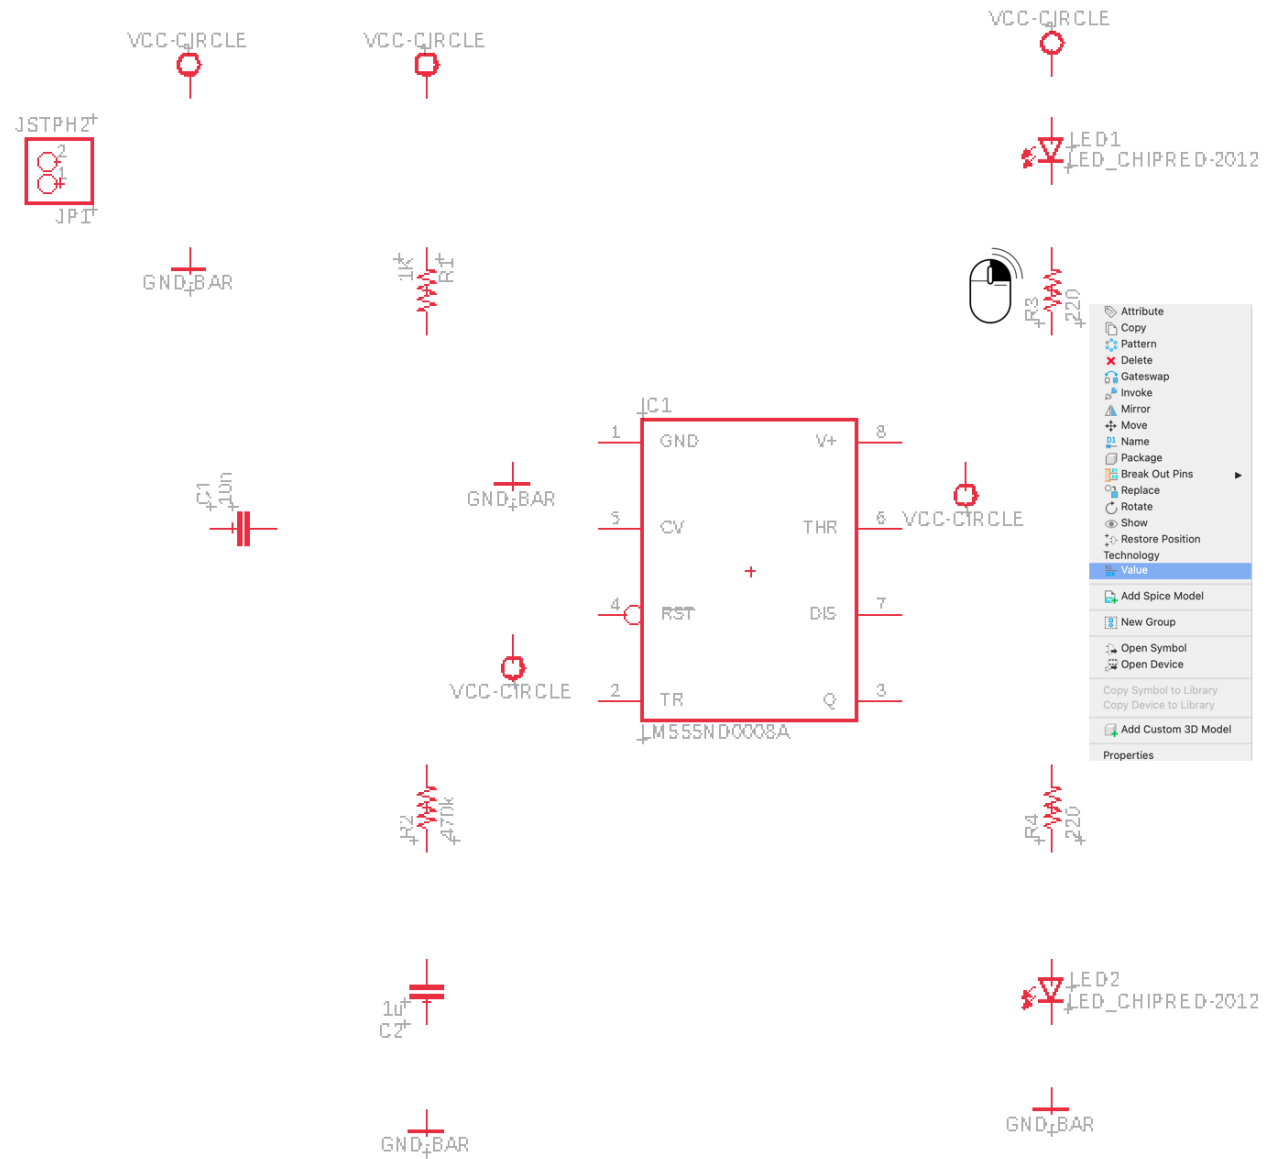 VCC-CIRCLE
VCC-CIRCLE
VCC-CIRCLE
JSTPH2
2
1
JP1
LED1
LED_CHIPRED-2012
GND-BAR
1K
R1
R3
220
Attribute
Copy
Pattern
Delete
Gateswap
Invoke
Mirror
Move
Name
Package
Break Out Pins
Replace
Rotate
Show
Restore Position
Technology
Value
Add Spice Model
New Group
Open Symbol
Open Device
Copy Symbol to Library
Copy Device to Library
Add Custom 3D Model
Properties
IC1
1
GND
V+
8
C1
10n
GND-BAR
5
CV
THR
6
VCC-CIRCLE
4
RST
DIS
7
VCC-CIRCLE
2
TR
Q
3
LM555ND0008A
R2
470k
R4
220
1u
C2
LED2
LED_CHIPRED-2012
GND-BAR
GND-BAR